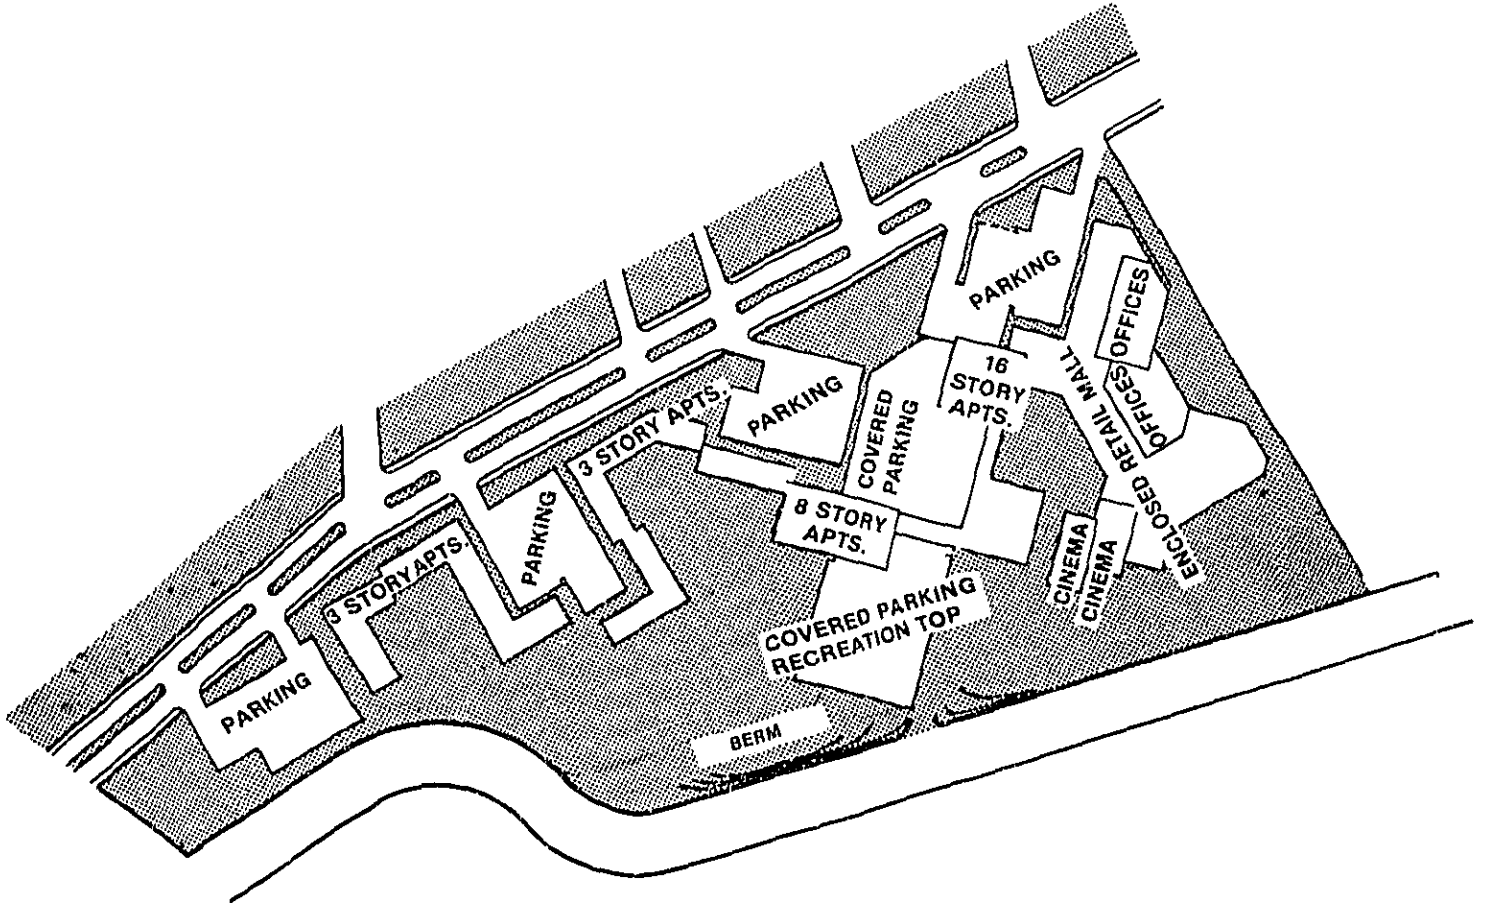 PARKING
OFFICES
16
STORY
APTS.
OFFICES
ENCLOSED RETAIL MALL
PARKING
COVERED
PARKING
3 STORY APTS.
8 STORY
APTS.
PARKING
CINEMA
CINEMA
3 STORY APTS.
COVERED PARKING
RECREATION TOP
PARKING
BERM